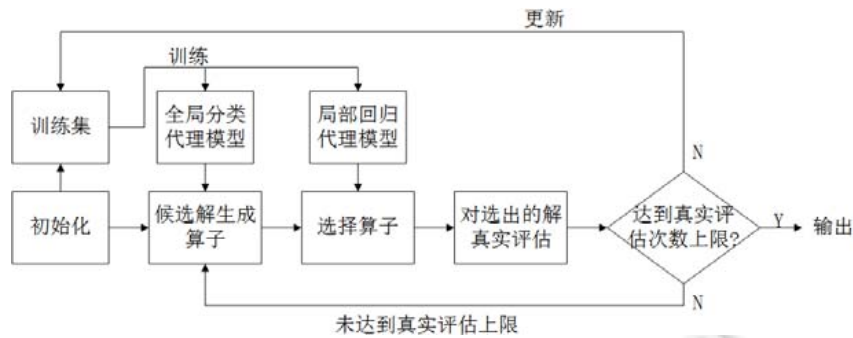 更新
训练
训练集
全局分类
代理模型
局部回归
代理模型
N
初始化
候选解生成
算子
选择算子
对选出的解
真实评估
达到真实评
估次数上限?
Y
输出
N
未达到真实评估上限